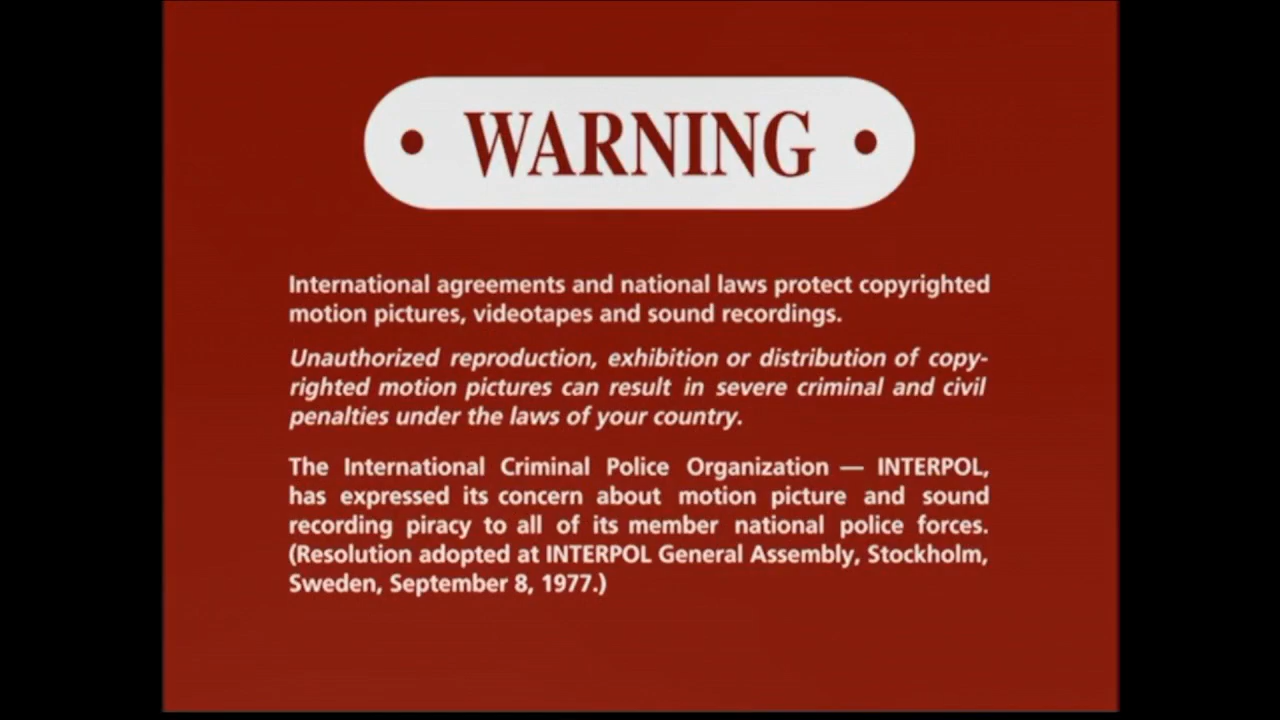 • WARNING •
International agreements and national laws protect copyrighted
motion pictures, videotapes and sound recordings.
Unauthorized reproduction, exhibition or distribution of copy-
righted motion pictures can result in severe criminal and civil
penalties under the laws of your country.
The International Criminal Police Organization — INTERPOL,
has expressed its concern about motion picture and sound
recording piracy to all of its member national police forces.
(Resolution adopted at INTERPOL General Assembly, Stockholm,
Sweden, September 8, 1977.)